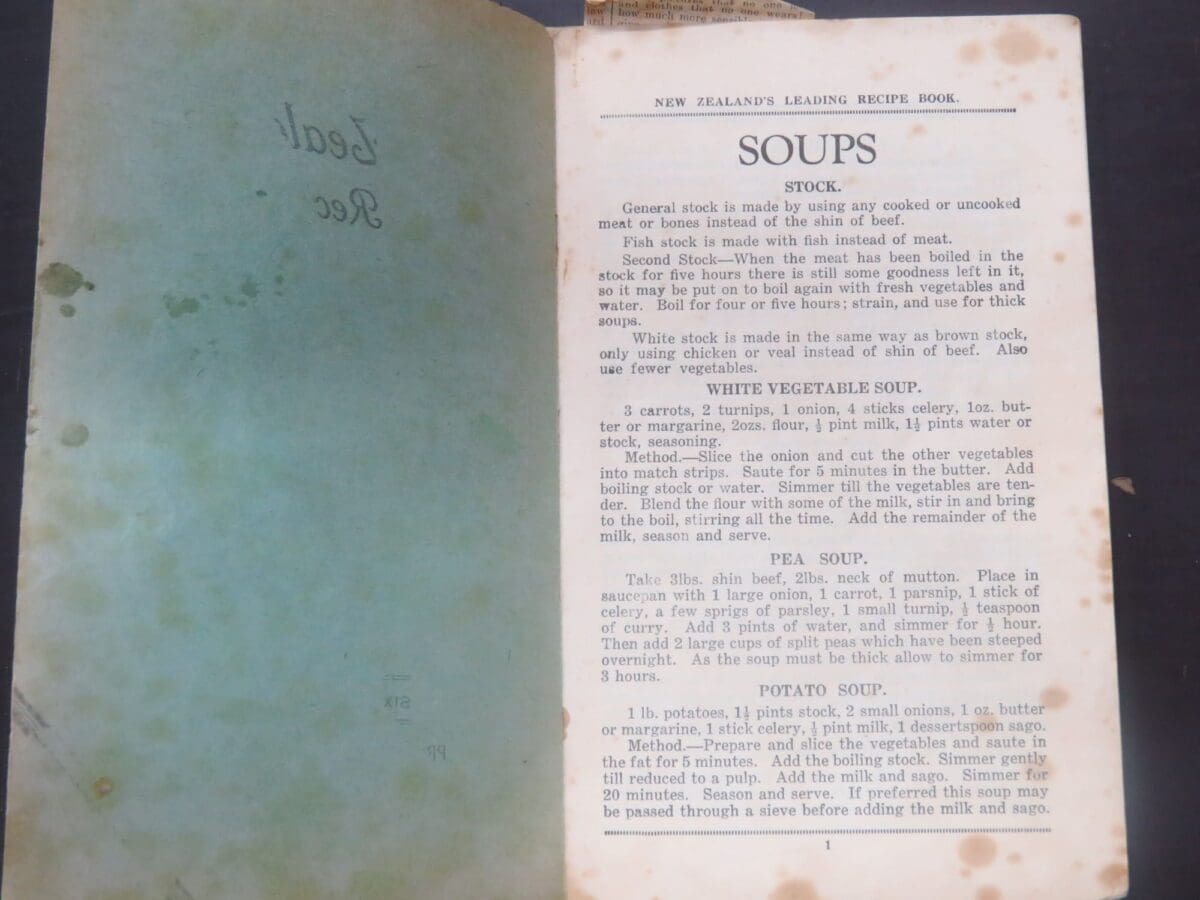 and clothes that no one wears!
how much more sensible
NEW ZEALAND'S LEADING RECIPE BOOK.
SOUPS
STOCK.
General stock is made by using any cooked or uncooked
meat or bones instead of the shin of beef.
Fish stock is made with fish instead of meat.
Second Stock—When the meat has been boiled in the
stock for five hours there is still some goodness left in it,
so it may be put on to boil again with fresh vegetables and
water. Boil for four or five hours; strain, and use for thick
soups.
White stock is made in the same way as brown stock,
only using chicken or veal instead of shin of beef. Also
use fewer vegetables.
WHITE VEGETABLE SOUP.
3 carrots, 2 turnips, 1 onion, 4 sticks celery, 1oz. but-
ter or margarine, 2ozs. flour, ½ pint milk, 1½ pints water or
stock, seasoning.
Method.—Slice the onion and cut the other vegetables
into match strips. Saute for 5 minutes in the butter. Add
boiling stock or water. Simmer till the vegetables are ten-
der. Blend the flour with some of the milk, stir in and bring
to the boil, stirring all the time. Add the remainder of the
milk, season and serve.
PEA SOUP.
Take 3lbs. shin beef, 2lbs. neck of mutton. Place in
saucepan with 1 large onion, 1 carrot, 1 parsnip, 1 stick of
celery, a few sprigs of parsley, 1 small turnip, ½ teaspoon
of curry. Add 3 pints of water, and simmer for ½ hour.
Then add 2 large cups of split peas which have been steeped
overnight. As the soup must be thick allow to simmer for
3 hours.
POTATO SOUP.
1 lb. potatoes, 1½ pints stock, 2 small onions, 1 oz. butter
or margarine, 1 stick celery, ½ pint milk, 1 dessertspoon sago.
Method.—Prepare and slice the vegetables and saute in
the fat for 5 minutes. Add the boiling stock. Simmer gently
till reduced to a pulp. Add the milk and sago. Simmer for
20 minutes. Season and serve. If preferred this soup may
be passed through a sieve before adding the milk and sago.
1